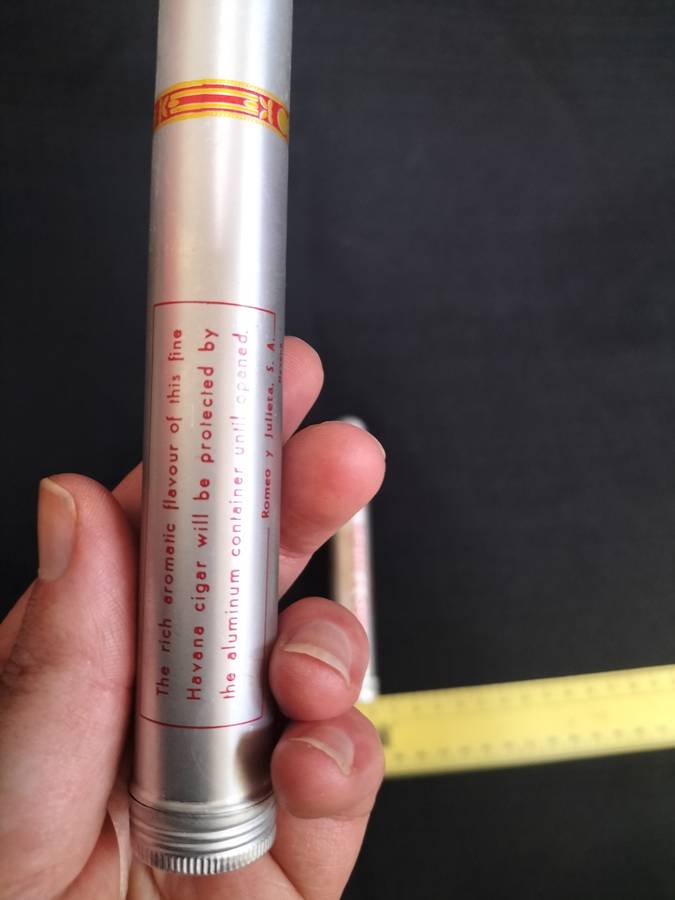 The rich aromatic flavour of this fine
Havana cigar will be protected by
the aluminum container until opened.
Romeo y Julieta, S. A.